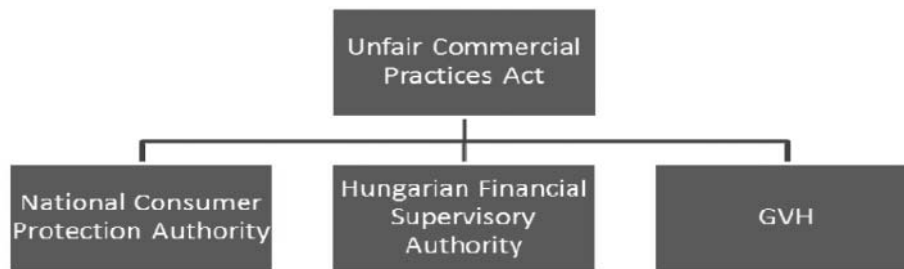 Unfair Commercial
Practices Act
National Consumer
Protection Authority
Hungarian Financial
Supervisory
Authority
GVH